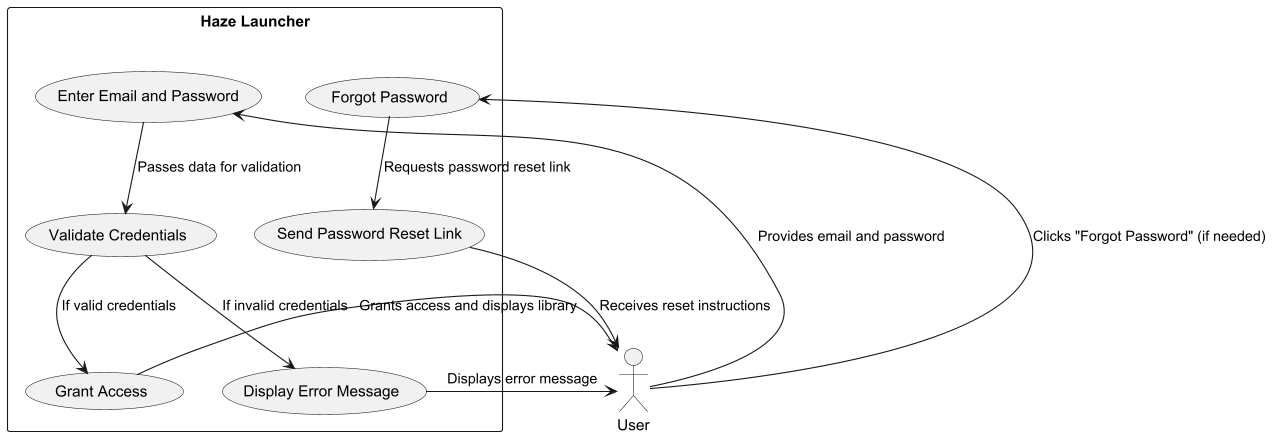 Haze Launcher
Enter Email and Password
Forgot Password
Passes data for validation
Requests password reset link
Validate Credentials
Send Password Reset Link
Provides email and password
Clicks "Forgot Password" (if needed)
If valid credentials
If invalid credentials
Grants access and displays library
Receives reset instructions
Grant Access
Display Error Message
Displays error message
User